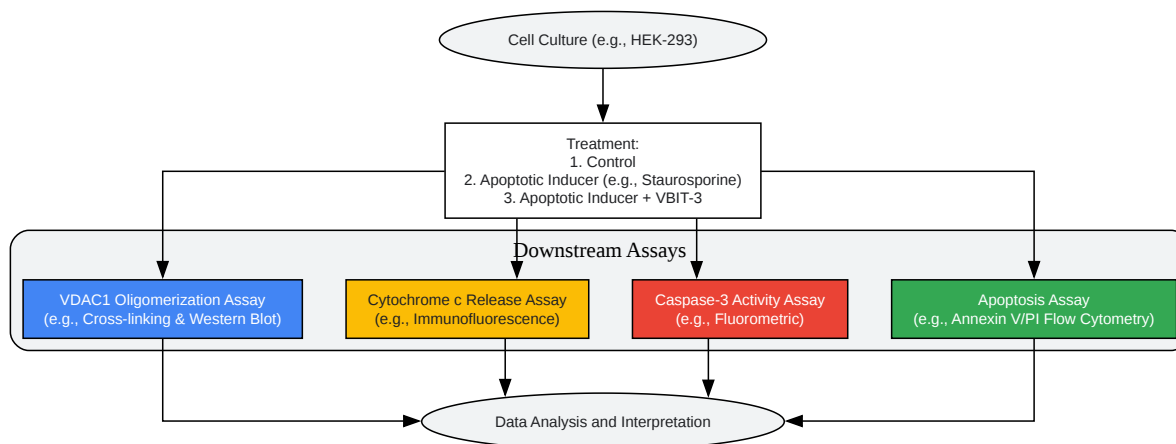 Cell Culture (e.g., HEK-293)
Treatment:
1. Control
2. Apoptotic Inducer (e.g., Staurosporine)
3. Apoptotic Inducer + VBIT-3
Downstream Assays
VDAC1 Oligomerization Assay
(e.g., Cross-linking & Western Blot)
Cytochrome c Release Assay
(e.g., Immunofluorescence)
Caspase-3 Activity Assay
(e.g., Fluorometric)
Apoptosis Assay
(e.g., Annexin V/PI Flow Cytometry)
Data Analysis and Interpretation